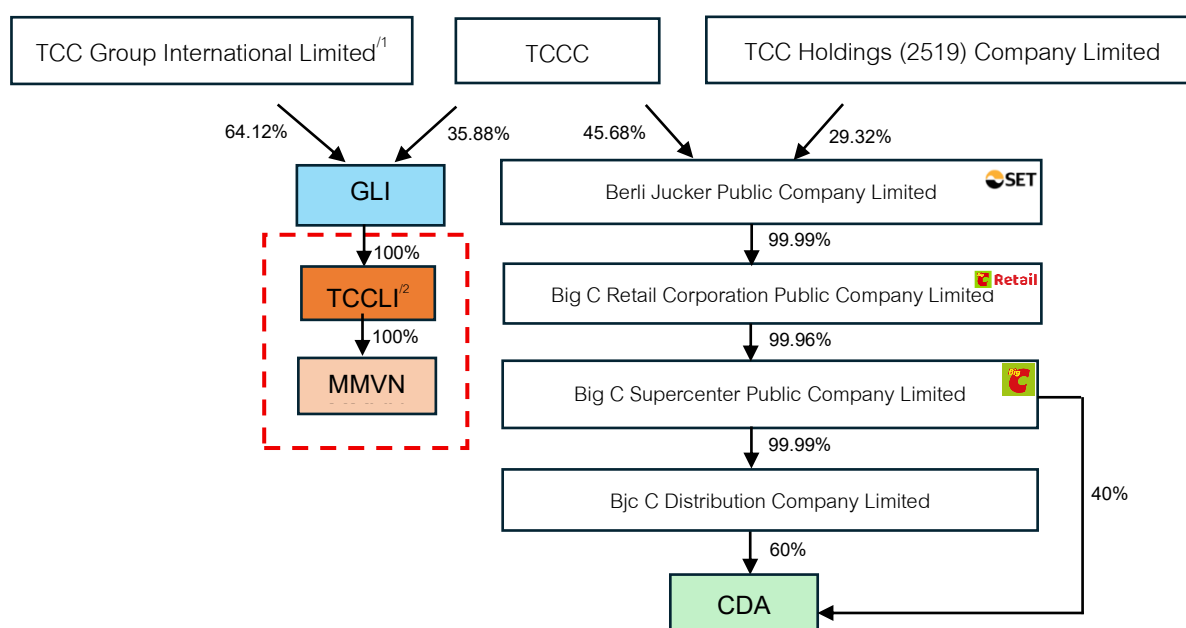 TCC Group International Limited/1
TCCC
TCC Holdings (2519) Company Limited
64.12%
35.88%
45.68%
29.32%
GLI
Berli Jucker Public Company Limited
SET
100%
99.99%
TCCLI/2
Big C Retail Corporation Public Company Limited
C Retail
100%
99.96%
MMVN
Big C Supercenter Public Company Limited
Big C
99.99%
Bjc C Distribution Company Limited
40%
60%
CDA